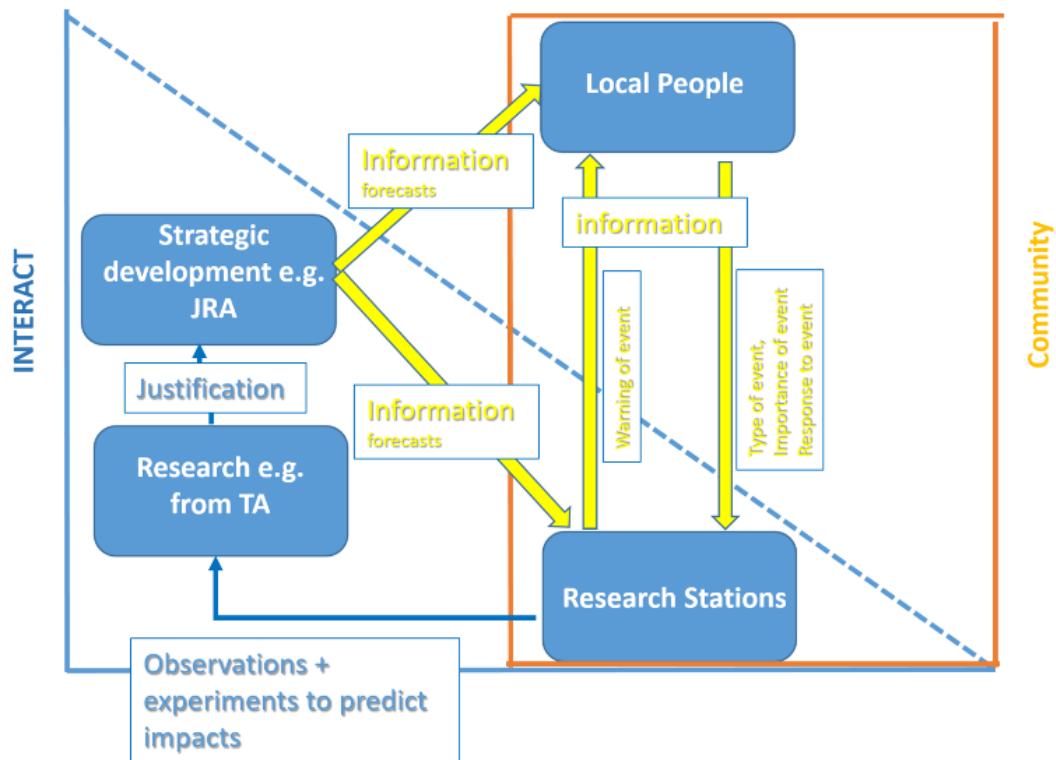 Local People
Information
forecasts
information
Strategic
development e.g.
JRA
INTERACT
Community
Warning of event
Type of event,
Importance of event
Response to event
Justification
Information
forecasts
Research e.g.
from TA
Research Stations
Observations +
experiments to predict
impacts